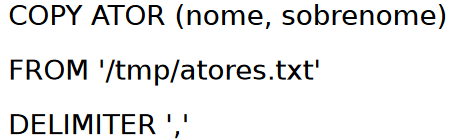 COPY ATOR (nome, sobrenome)
FROM '/tmp/atores.txt'
DELIMITER ','